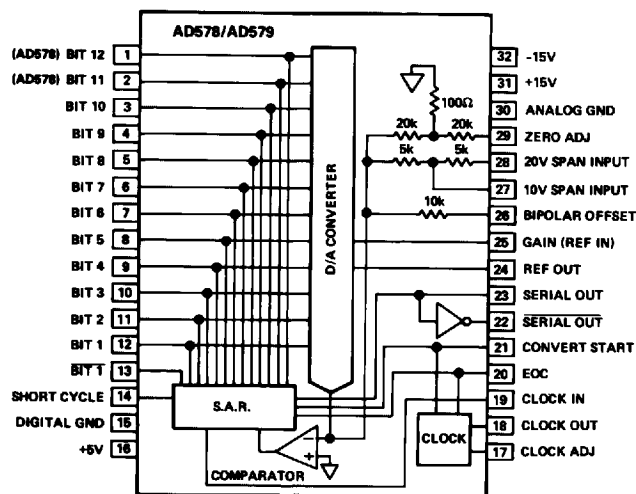 AD578/AD579
(AD578) BIT 12 1
(AD578) BIT 11 2
BIT 10 3
BIT 9 4
BIT 8 5
BIT 7 6
BIT 6 7
BIT 5 8
BIT 4 9
BIT 3 10
BIT 2 11
BIT 1 12
BIT 1 13
SHORT CYCLE 14
DIGITAL GND 15
+5V 16
D/A CONVERTER
S.A.R.
COMPARATOR
−
+
CLOCK
100Ω
20k 20k
5k 5k
10k
32 -15V
31 +15V
30 ANALOG GND
29 ZERO ADJ
28 20V SPAN INPUT
27 10V SPAN INPUT
26 BIPOLAR OFFSET
25 GAIN (REF IN)
24 REF OUT
23 SERIAL OUT
22 SERIAL OUT
21 CONVERT START
20 EOC
19 CLOCK IN
18 CLOCK OUT
17 CLOCK ADJ